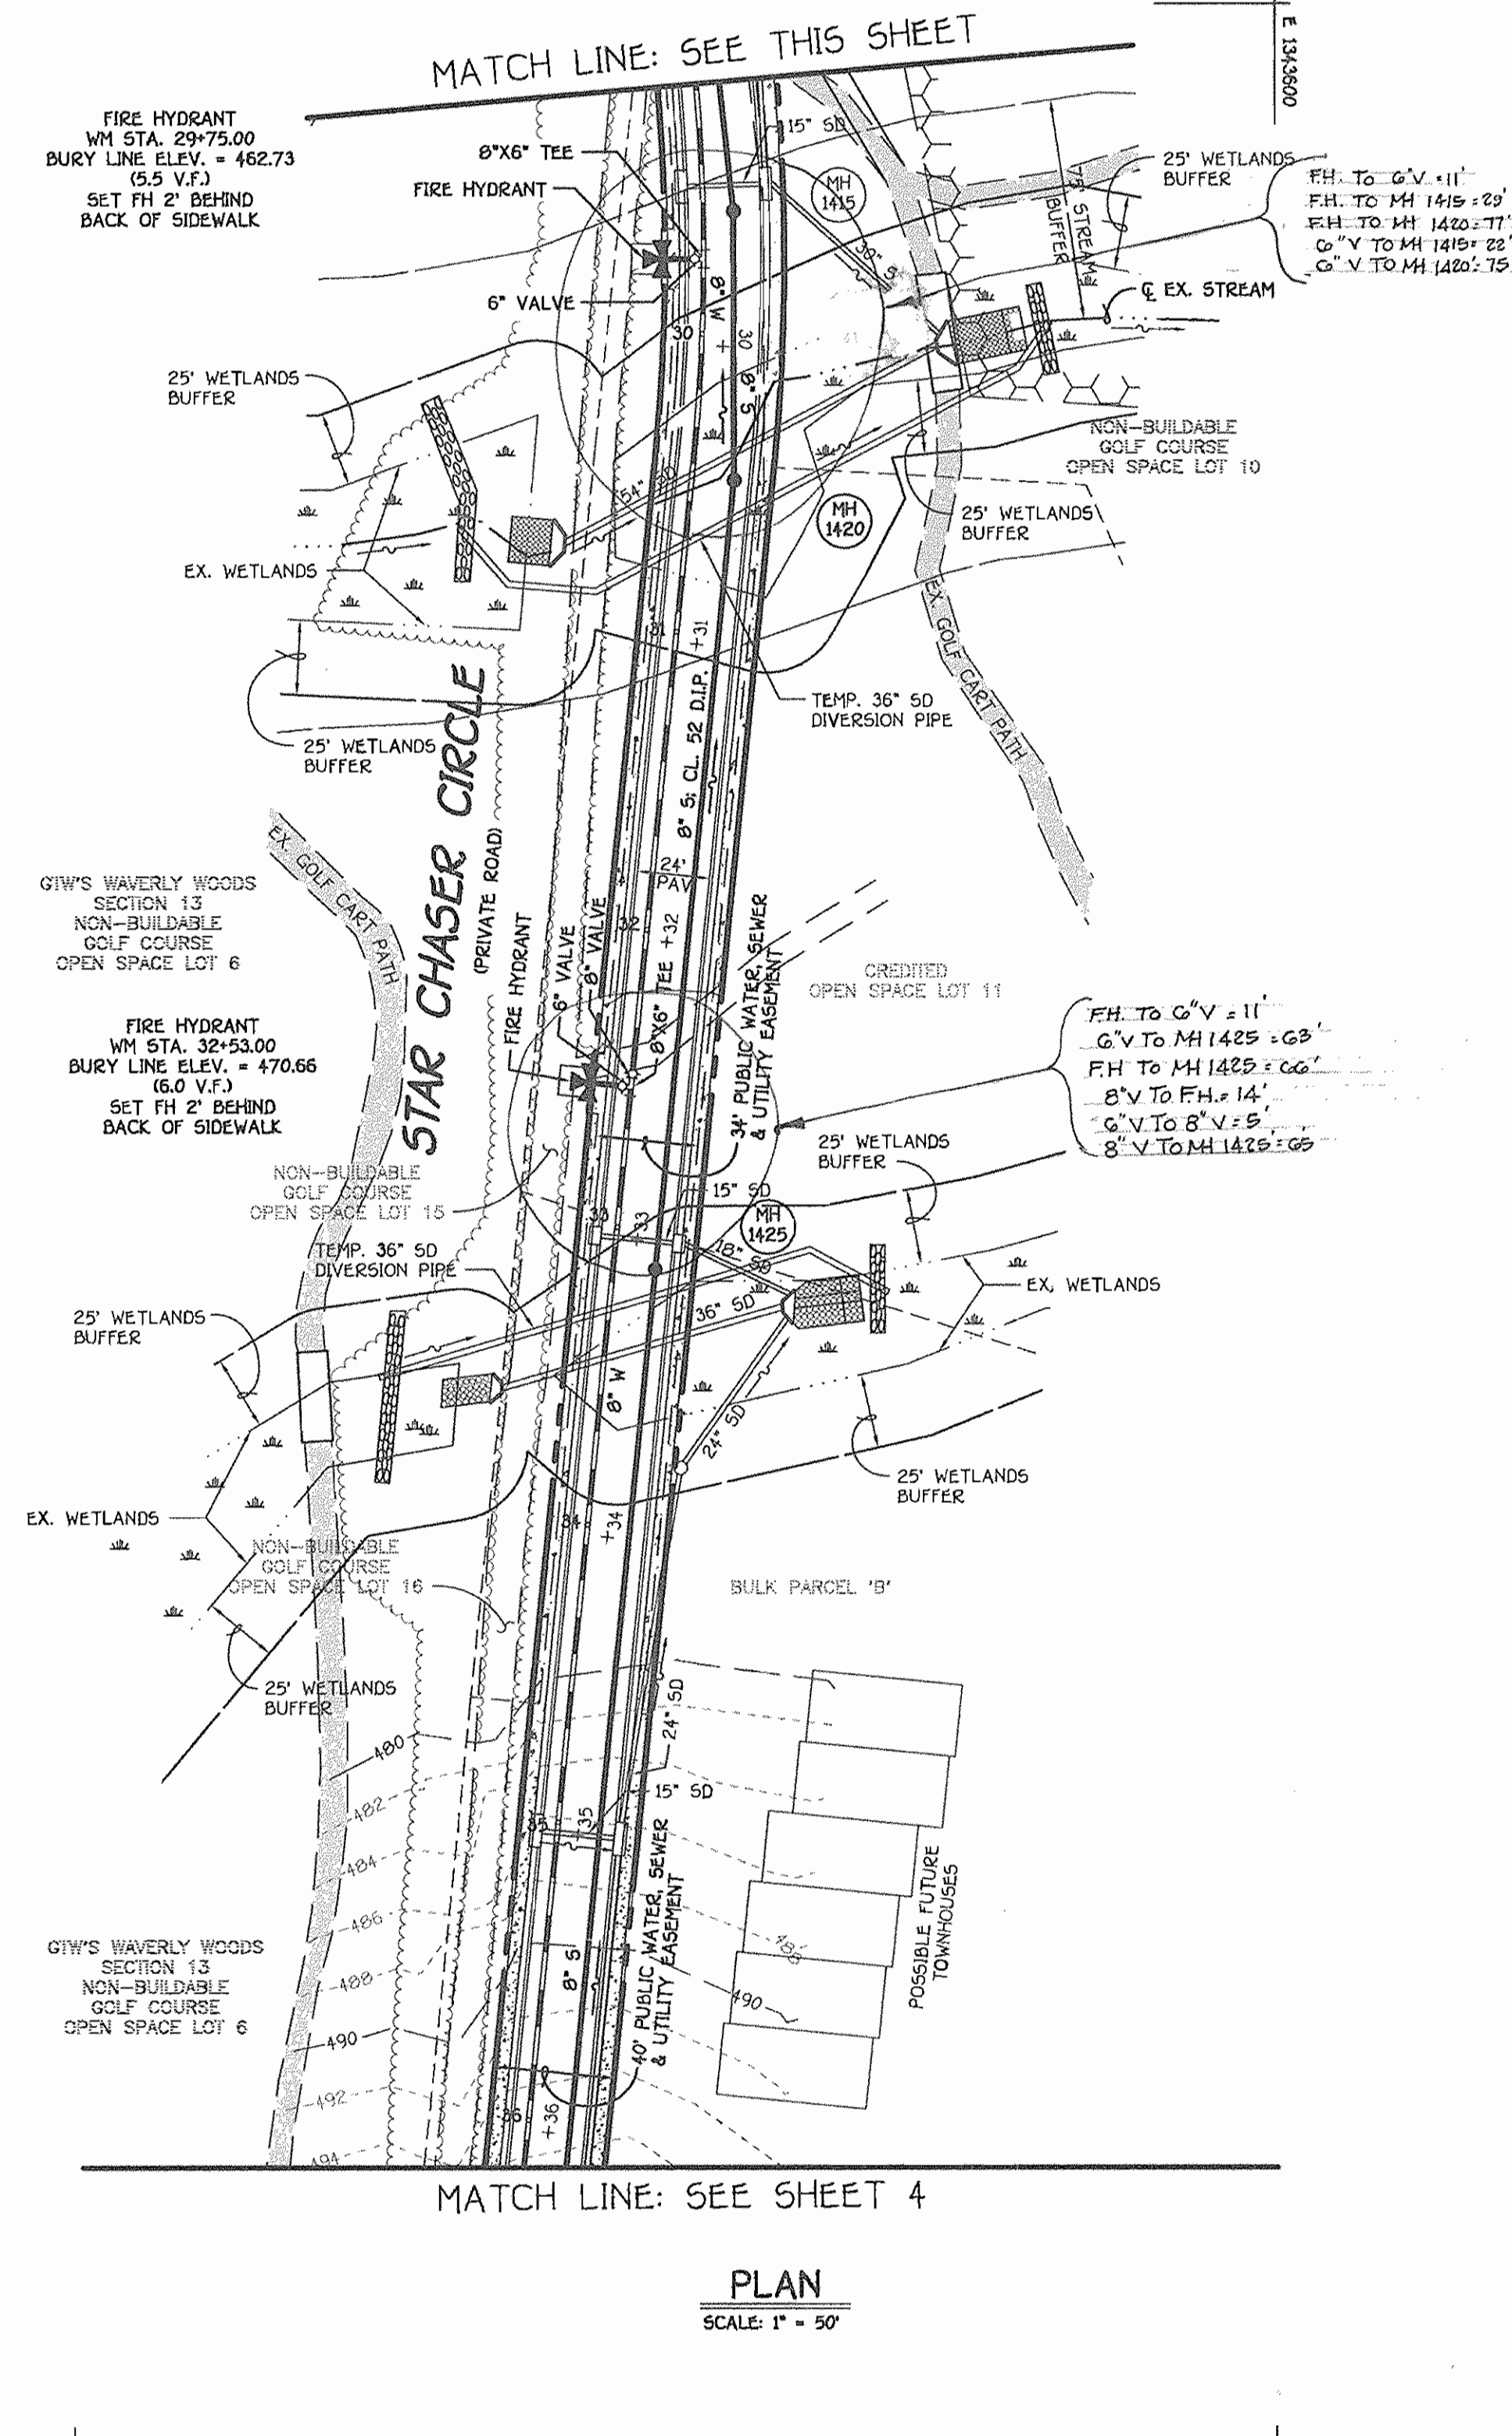 MATCH LINE: SEE THIS SHEET
E 1343600
FIRE HYDRANT
WM STA. 29+75.00
BURY LINE ELEV. = 462.73
(5.5 V.F.)
SET FH 2' BEHIND
BACK OF SIDEWALK
8"X6" TEE
FIRE HYDRANT
6" VALVE
15" SD
MH
1415
30" S
25' WETLANDS
BUFFER
75' STREAM
BUFFER
F.H. TO 6"V = 11'
F.H. TO MH 1415 = 29'
F.H TO MH 1420 = 77'
6" V TO MH 1415 = 22'
6" V TO MH 1420 = 75'
℄ EX. STREAM
8" W
30
+ 30
8" S
25' WETLANDS
BUFFER
NON-BUILDABLE
GOLF COURSE
OPEN SPACE LOT 10
54" SD
MH
1420
25' WETLANDS
BUFFER
EX. WETLANDS
EX. GOLF CART PATH
31
+31
TEMP. 36" SD
DIVERSION PIPE
25' WETLANDS
BUFFER
STAR CHASER CIRCLE
(PRIVATE ROAD)
8" S; CL. 52 D.I.P.
EX. GOLF CART PATH
24'
PAV
GTW'S WAVERLY WOODS
SECTION 13
NON-BUILDABLE
GOLF COURSE
OPEN SPACE LOT 6
FIRE HYDRANT
6" VALVE
8" VALVE
32
8"X6" TEE
+32
34' PUBLIC WATER, SEWER
& UTILITY EASEMENT
CREDITED
OPEN SPACE LOT 11
FIRE HYDRANT
WM STA. 32+53.00
BURY LINE ELEV. = 470.66
(6.0 V.F.)
SET FH 2' BEHIND
BACK OF SIDEWALK
F.H. TO 6"V = 11'
6"V TO MH 1425 = 63'
F.H TO MH 1425 = 66'
8"V TO F.H. = 14'
6"V TO 8" V = 5'
8" V TO MH 1425 = 65'
25' WETLANDS
BUFFER
NON-BUILDABLE
GOLF COURSE
OPEN SPACE LOT 15
15" SD
33
+33
MH
1425
18" SD
TEMP. 36" SD
DIVERSION PIPE
EX. WETLANDS
36" SD
25' WETLANDS
BUFFER
8" W
24" SD
25' WETLANDS
BUFFER
EX. WETLANDS
34
+34
NON-BUILDABLE
GOLF COURSE
OPEN SPACE LOT 16
BULK PARCEL 'B'
25' WETLANDS
BUFFER
24" SD
480
482
15" SD
35
+35
484
486
488
488
490
490
492
494
POSSIBLE FUTURE
TOWNHOUSES
GTW'S WAVERLY WOODS
SECTION 13
NON-BUILDABLE
GOLF COURSE
OPEN SPACE LOT 6
8" S
40' PUBLIC WATER, SEWER
& UTILITY EASEMENT
36
+36
MATCH LINE: SEE SHEET 4
PLAN
SCALE: 1" = 50'